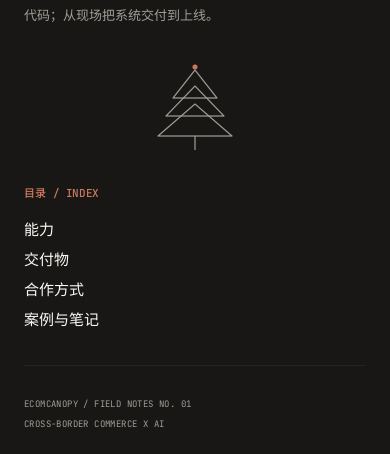 代码；从现场把系统交付到上线。
目录 / INDEX
能力
交付物
合作方式
案例与笔记
ECOMCANOPY / FIELD NOTES NO. 01
CROSS-BORDER COMMERCE X AI